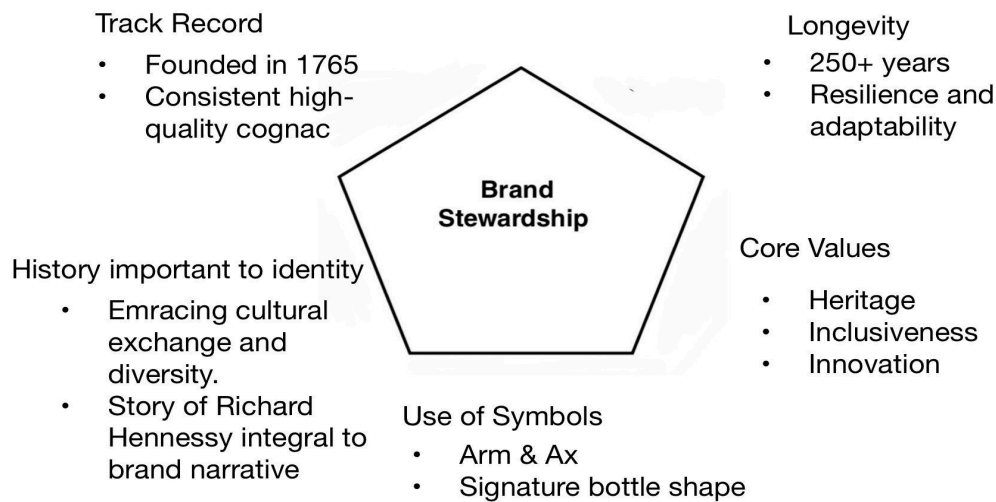 Track Record
• Founded in 1765
• Consistent high-
quality cognac
Longevity
• 250+ years
• Resilience and
adaptability
Brand
Stewardship
History important to identity
• Emracing cultural
exchange and
diversity.
• Story of Richard
Hennessy integral to
brand narrative
Core Values
• Heritage
• Inclusiveness
• Innovation
Use of Symbols
• Arm & Ax
• Signature bottle shape